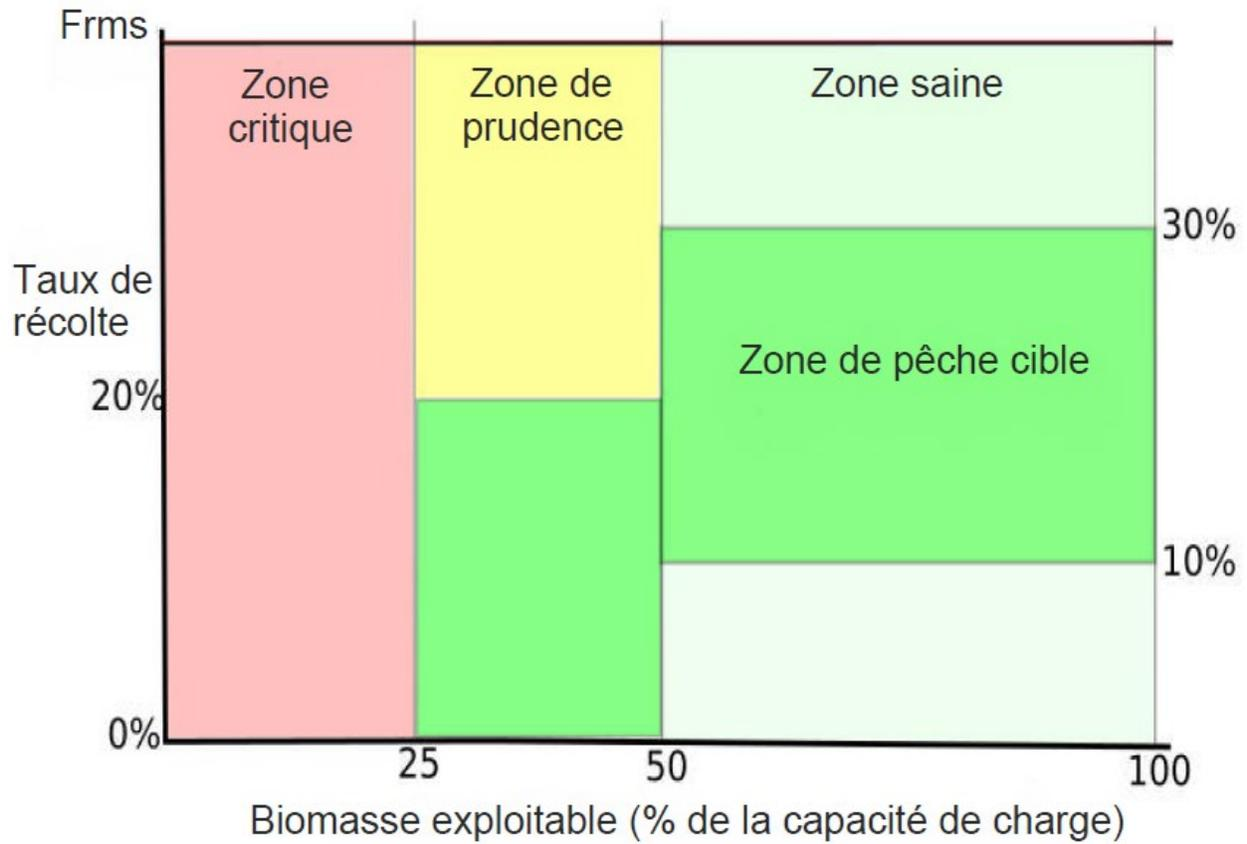 Frms
Zone
critique
Zone de
prudence
Zone saine
30%
Taux de
récolte
Zone de pêche cible
20%
10%
0%
25
50
100
Biomasse exploitable (% de la capacité de charge)